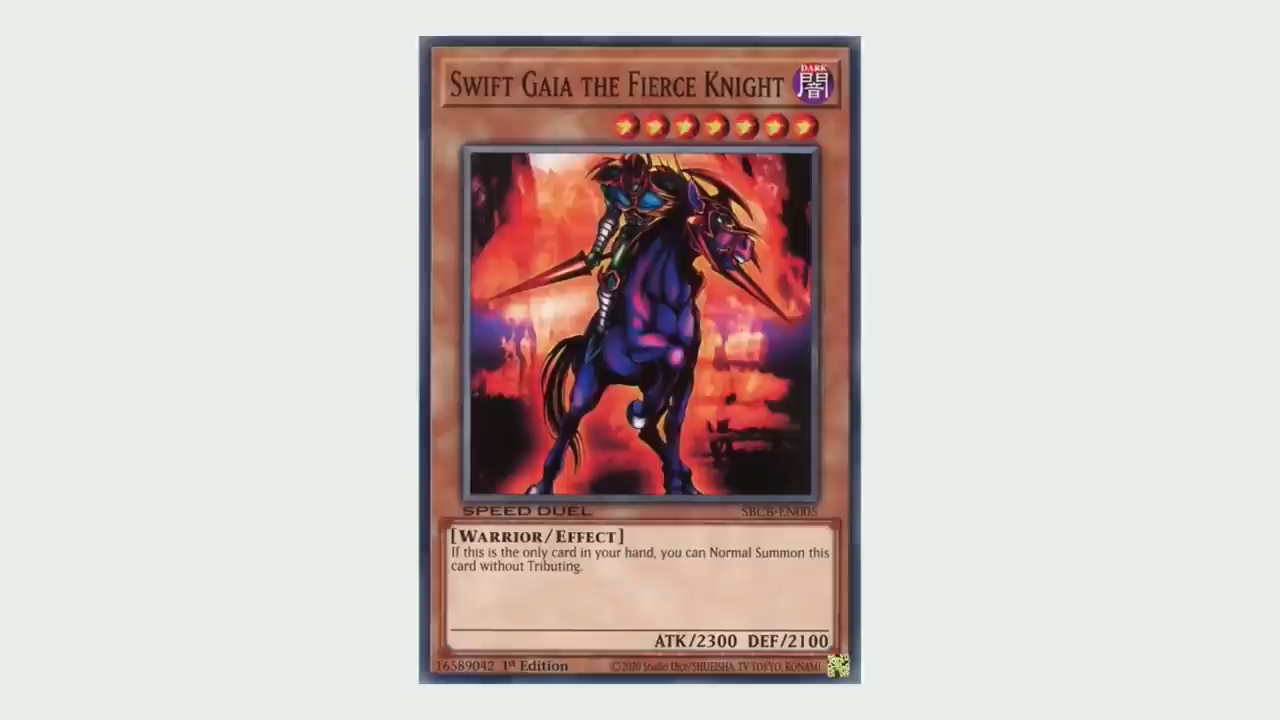 SWIFT GAIA THE FIERCE KNIGHT
DARK
闇
SPEED DUEL
SBCB-EN005
[WARRIOR/EFFECT]
If this is the only card in your hand, you can Normal Summon this
card without Tributing.
ATK/2300 DEF/2100
16589042 1st Edition
©2020 Studio Dice/SHUEISHA, TV TOKYO, KONAMI